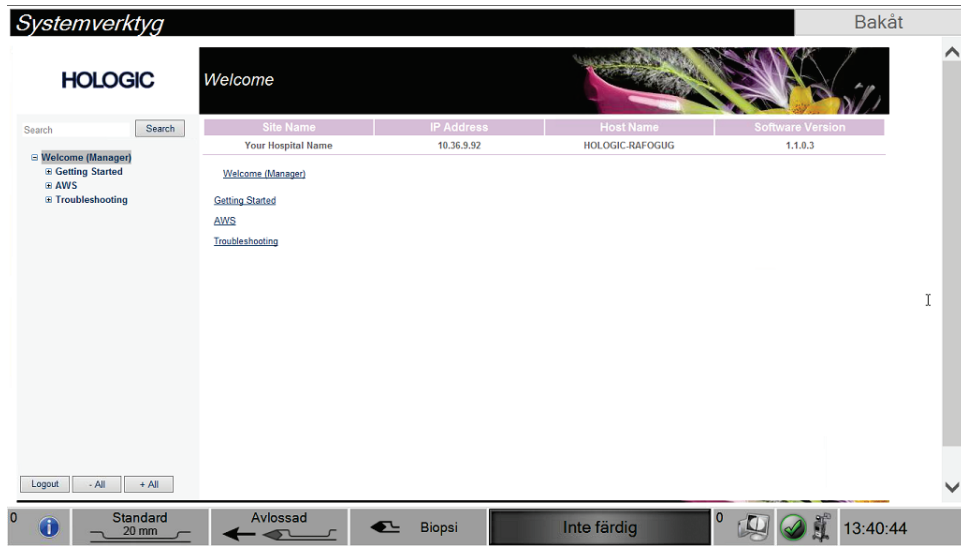 Systemverktyg
Bakåt
HOLOGIC
Welcome
Search
Search
Site Name IP Address Host Name Software Version
Your Hospital Name 10.36.9.92 HOLOGIC-RAFOGUG 1.1.0.3
Welcome (Manager)
Getting Started
AWS
Troubleshooting
Welcome (Manager)
Getting Started
AWS
Troubleshooting
Logout - All + All
0
Standard
20 mm
Avlossad
Biopsi
Inte färdig
0
13:40:44